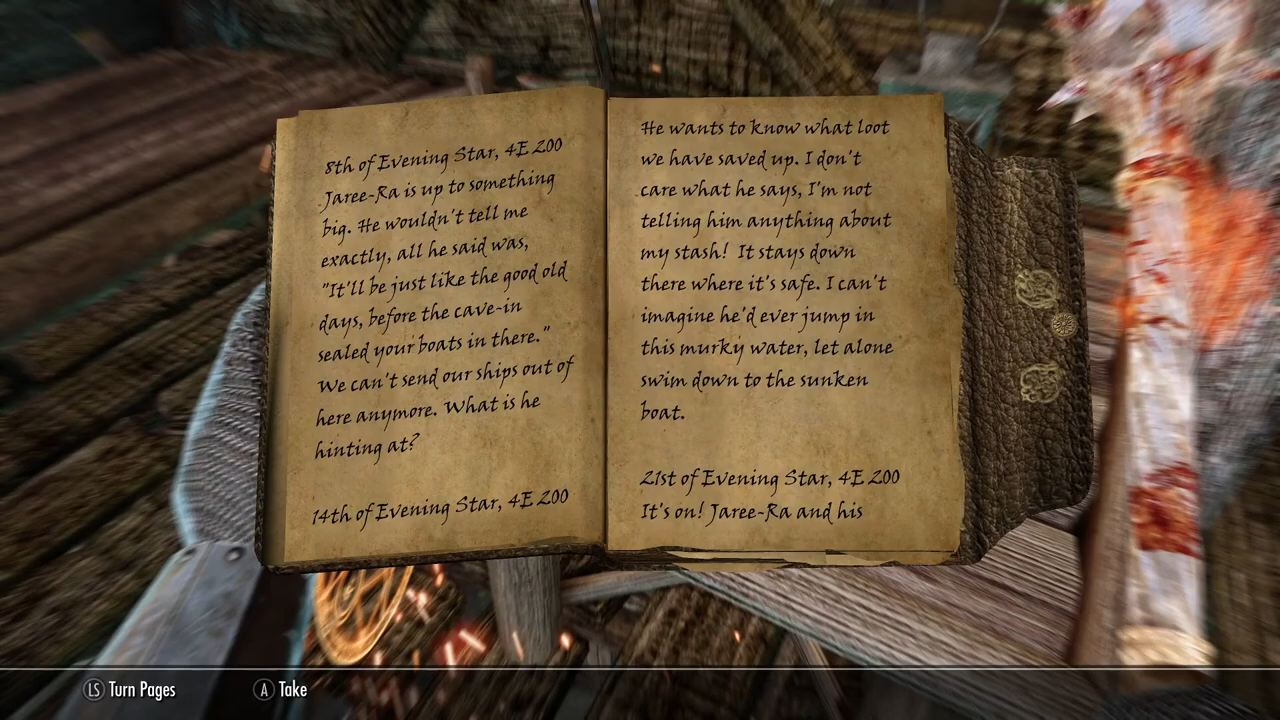 8th of Evening Star, 4E 200
Jaree-Ra is up to something
big. He wouldn't tell me
exactly, all he said was,
"It'll be just like the good old
days, before the cave-in
sealed your boats in there."
We can't send our ships out of
here anymore. What is he
hinting at?
14th of Evening Star, 4E 200
He wants to know what loot
we have saved up. I don't
care what he says, I'm not
telling him anything about
my stash! It stays down
there where it's safe. I can't
imagine he'd ever jump in
this murky water, let alone
swim down to the sunken
boat.
21st of Evening Star, 4E 200
It's on! Jaree-Ra and his
LS Turn Pages
A Take